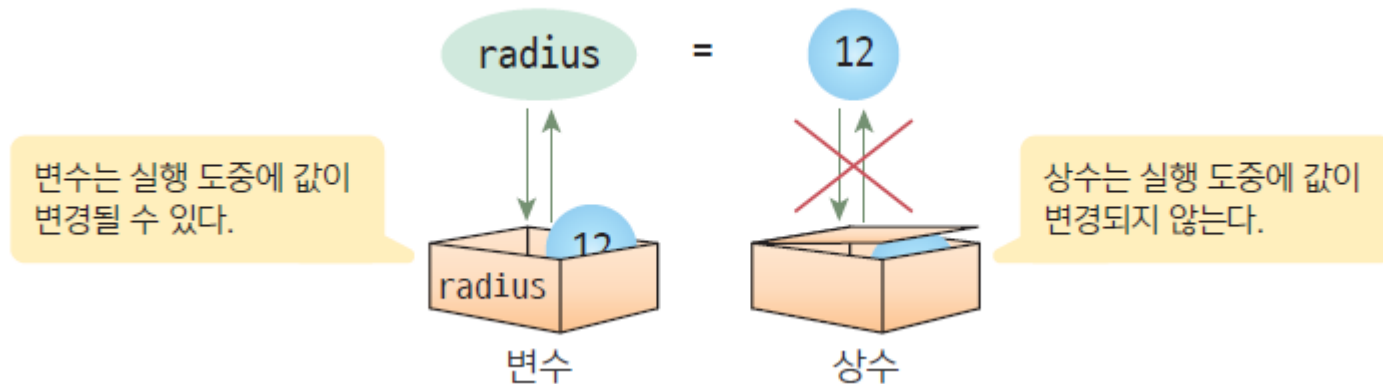 radius = 12
변수는 실행 도중에 값이
변경될 수 있다.
상수는 실행 도중에 값이
변경되지 않는다.
12
radius
변수
상수